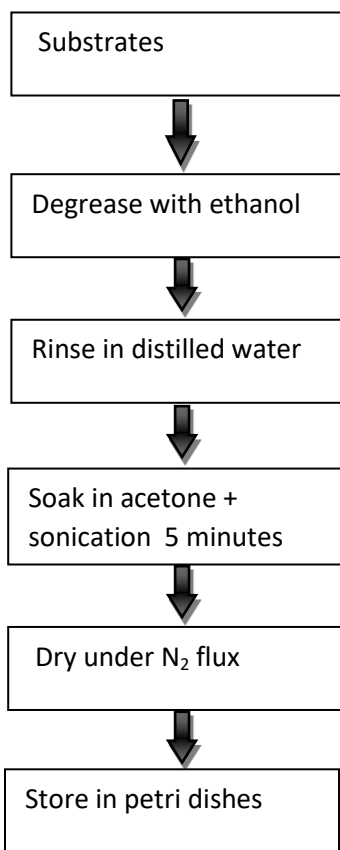 Substrates
Degrease with ethanol
Rinse in distilled water
Soak in acetone +
sonication 5 minutes
Dry under N₂ flux
Store in petri dishes